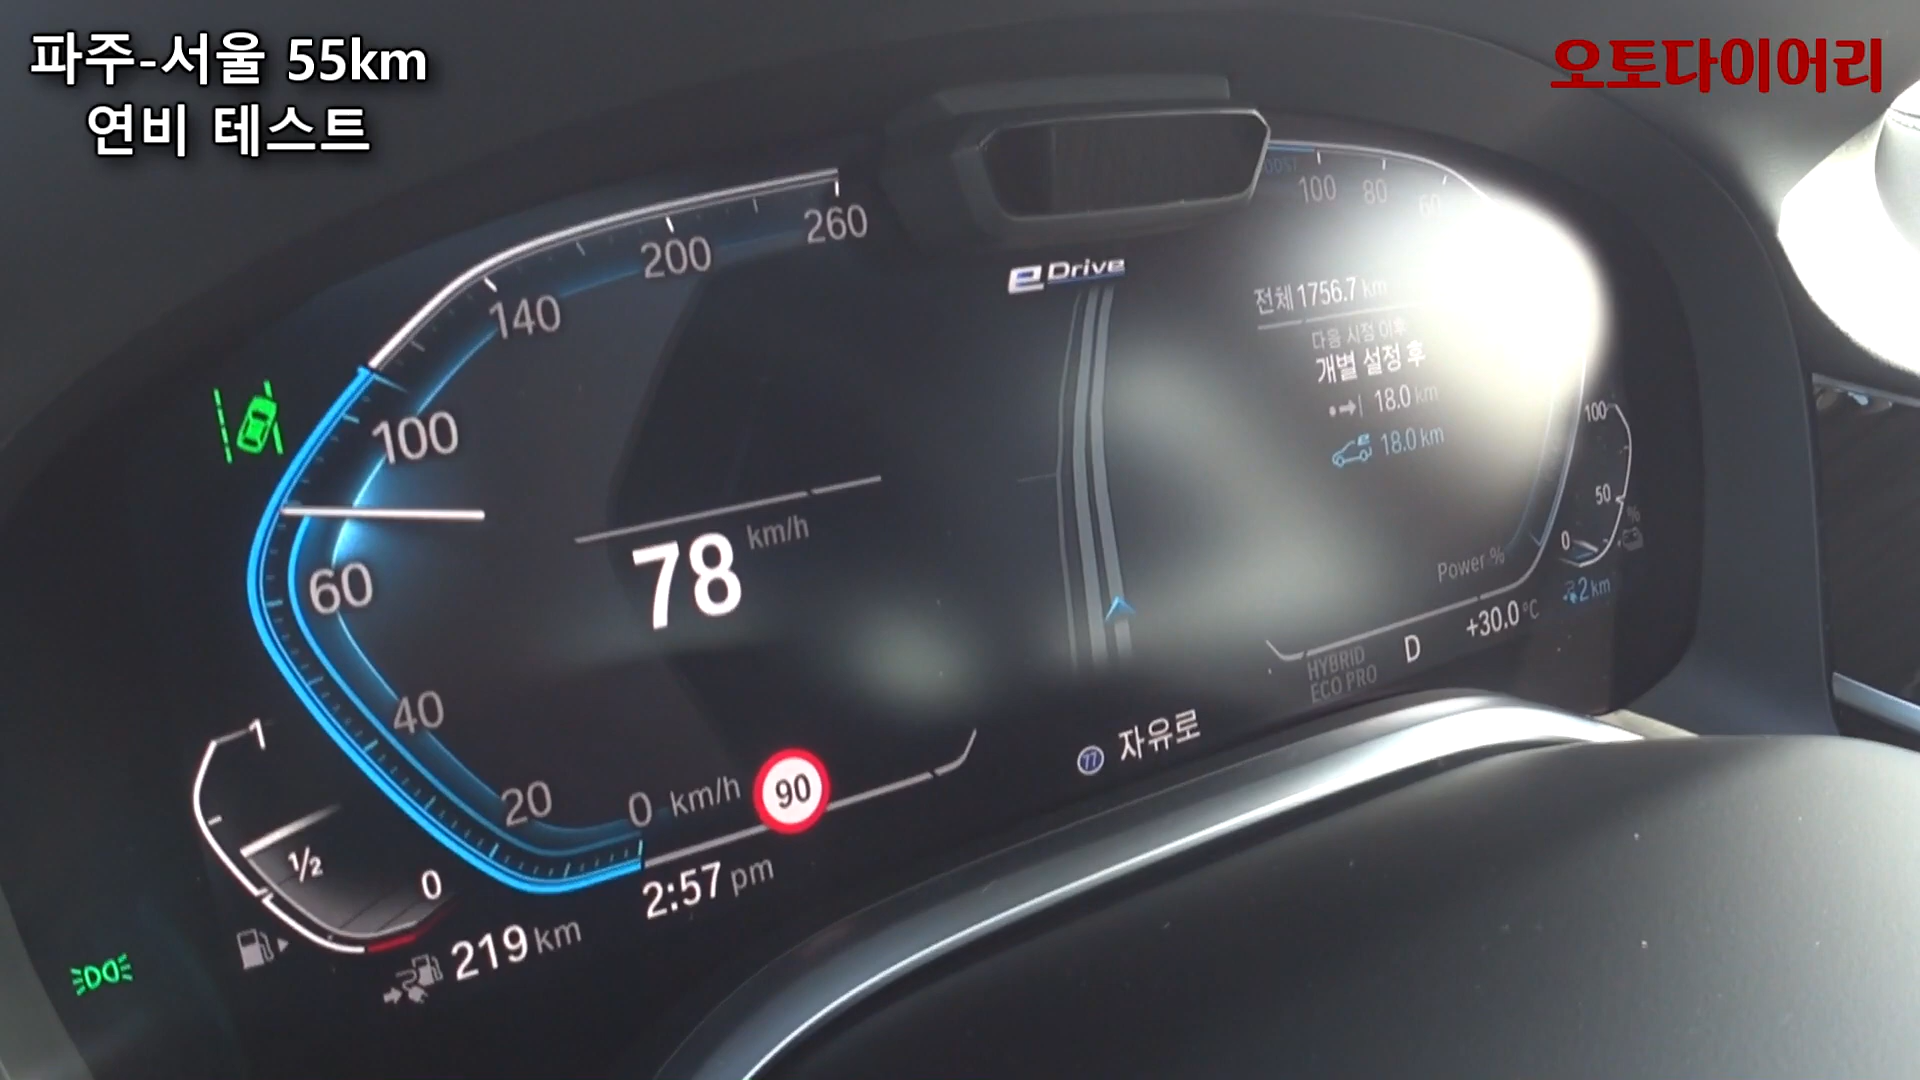 파주-서울 55km
연비 테스트
오토다이어리
260
200
140
100
60
40
20
0 km/h
78 km/h
90
2:57 pm
1
1/2
0
219 km
eDrive
100
80
60
전체 1756.7 km
다음 시점 이후
개별 설정 후
18.0 km
18.0 km
100
50
0
%
Power %
2 km
+30.0 °C
D
HYBRID
ECO PRO
77 자유로